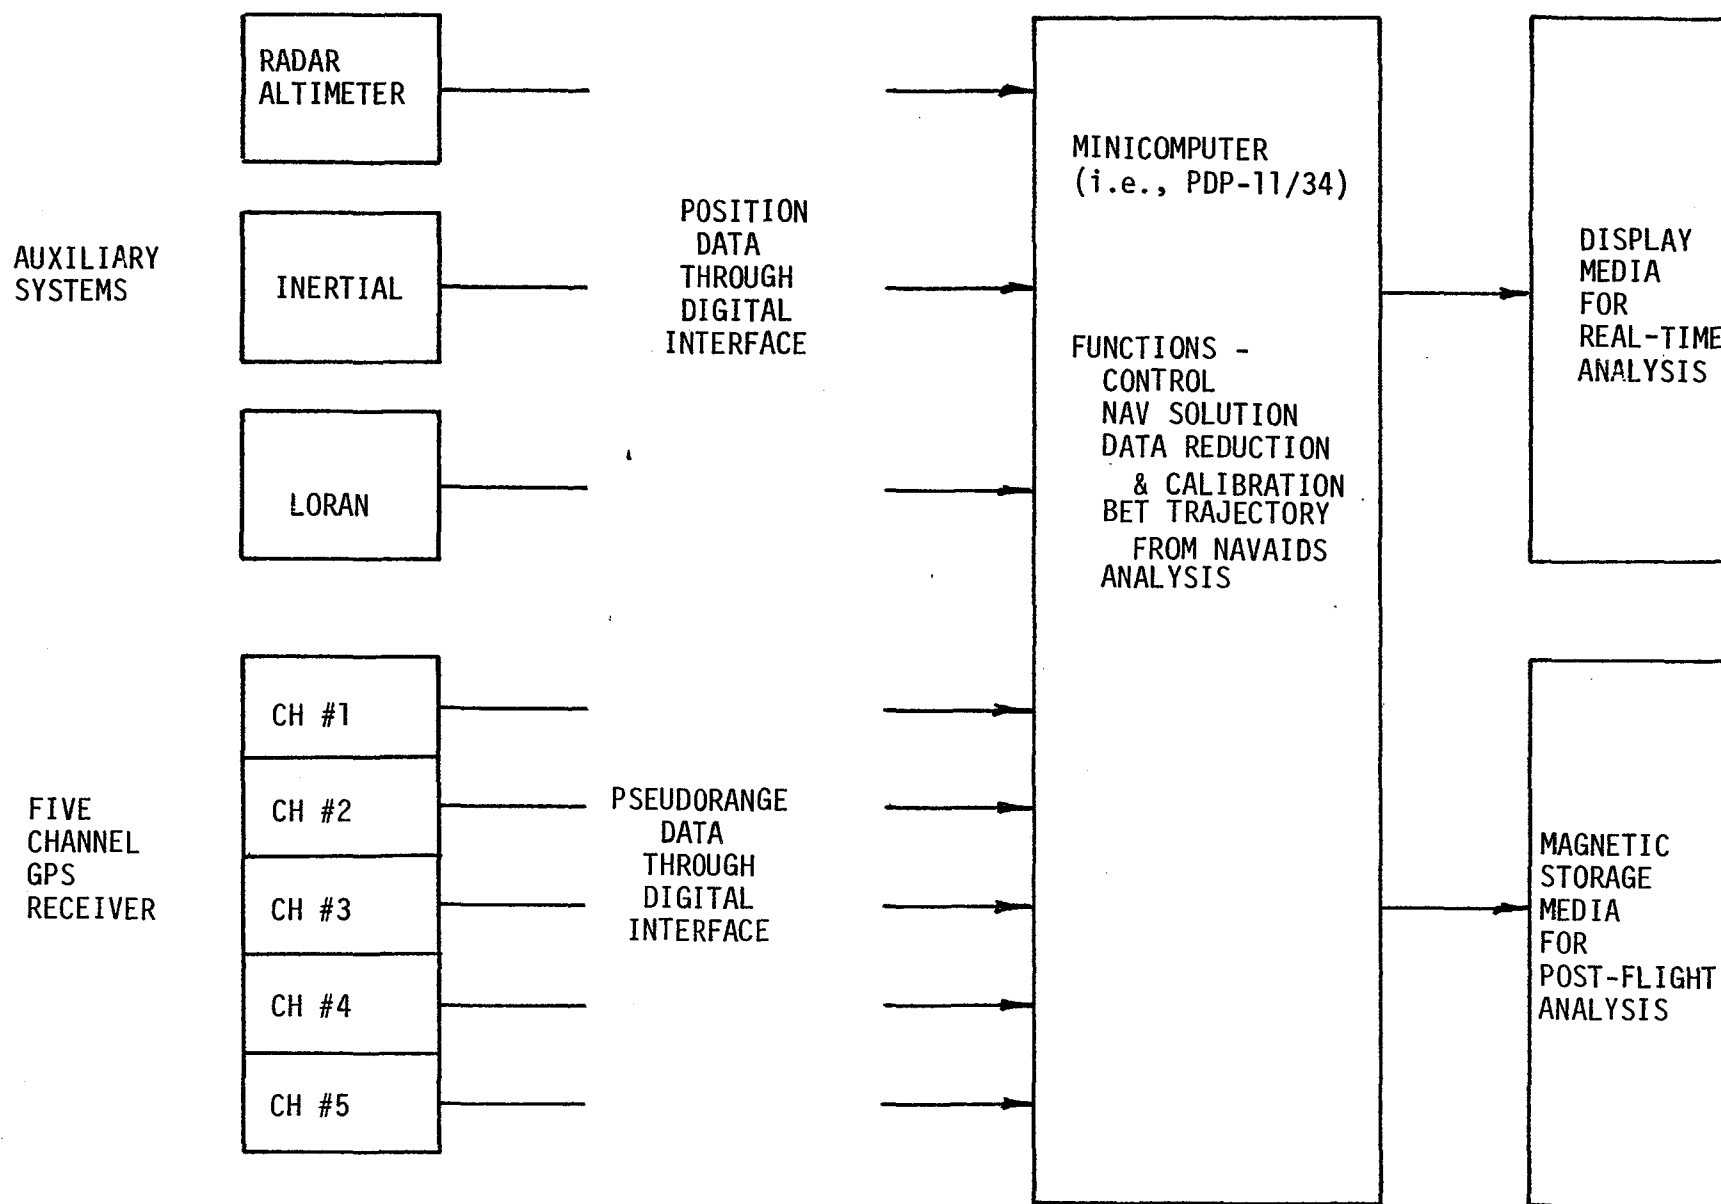 RADAR
ALTIMETER
AUXILIARY
SYSTEMS
INERTIAL
LORAN
POSITION
DATA
THROUGH
DIGITAL
INTERFACE
FIVE
CHANNEL
GPS
RECEIVER
CH #1
CH #2
CH #3
CH #4
CH #5
PSEUDORANGE
DATA
THROUGH
DIGITAL
INTERFACE
MINICOMPUTER
(i.e., PDP-11/34)
FUNCTIONS -
CONTROL
NAV SOLUTION
DATA REDUCTION
& CALIBRATION
BET TRAJECTORY
FROM NAVAIDS
ANALYSIS
DISPLAY
MEDIA
FOR
REAL-TIME
ANALYSIS
MAGNETIC
STORAGE
MEDIA
FOR
POST-FLIGHT
ANALYSIS